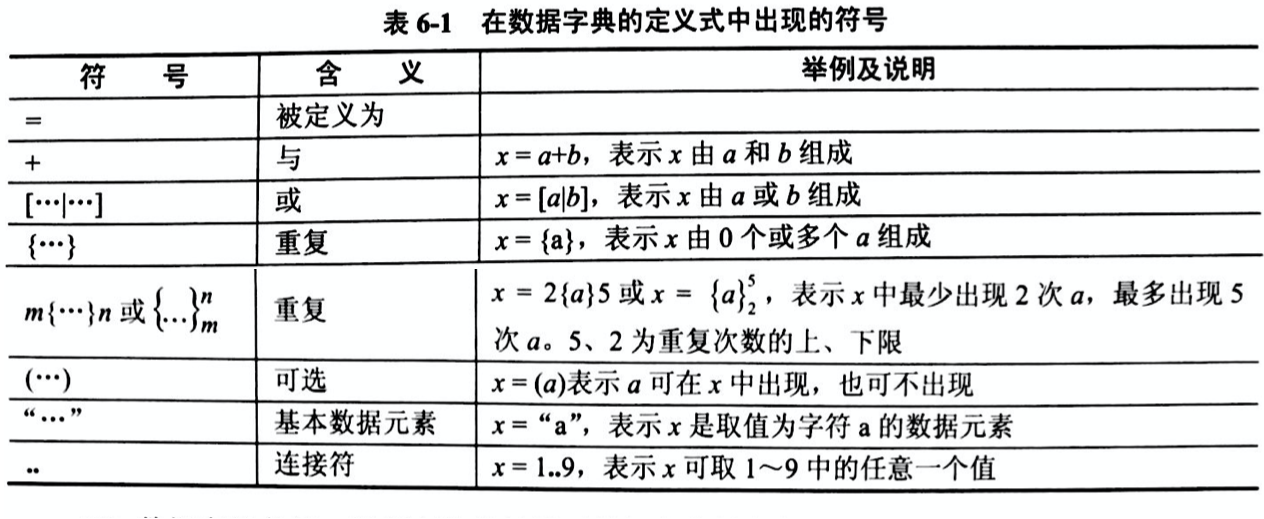 表 6-1 在数据字典的定义式中出现的符号
符 号 含 义 举例及说明
= 被定义为
+ 与 x = a+b，表示 x 由 a 和 b 组成
[…|…] 或 x = [a|b]，表示 x 由 a 或 b 组成
{…} 重复 x = {a}，表示 x 由 0 个或多个 a 组成
m{…}n 或 {…}ⁿₘ 重复 x = 2{a}5 或 x = {a}⁵₂，表示 x 中最少出现 2 次 a，最多出现 5
次 a。5、2 为重复次数的上、下限
(…) 可选 x = (a)表示 a 可在 x 中出现，也可不出现
“…” 基本数据元素 x = “a”，表示 x 是取值为字符 a 的数据元素
.. 连接符 x = 1..9，表示 x 可取 1～9 中的任意一个值